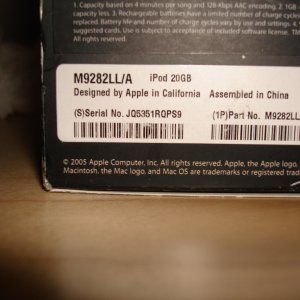 1. Capacity based on 4 minutes per song and 128-Kbps AAC encoding. 2. 1GB
capacity less. 3. Rechargeable batteries have a limited number of charge cycles
replaced. Battery life and number of charge cycles vary by use and settings.
suggested cards. Use is subject to acceptance of included software license.
All rights reserved.
M9282LL/A iPod 20GB
Designed by Apple in California Assembled in China
(S)Serial No. JQ5351RQPS9 (1P)Part No. M9282LL
© 2005 Apple Computer, Inc. All rights reserved. Apple, the Apple logo,
Macintosh, the Mac logo, and Mac OS are trademarks or registered trade